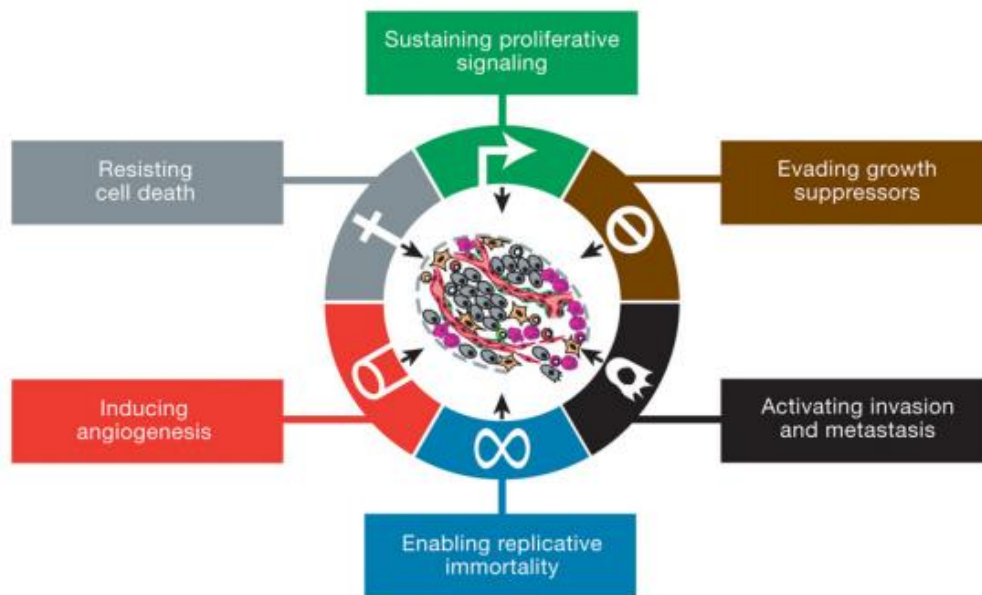 Sustaining proliferative
signaling
Resisting
cell death
Evading growth
suppressors
Inducing
angiogenesis
Activating invasion
and metastasis
Enabling replicative
immortality